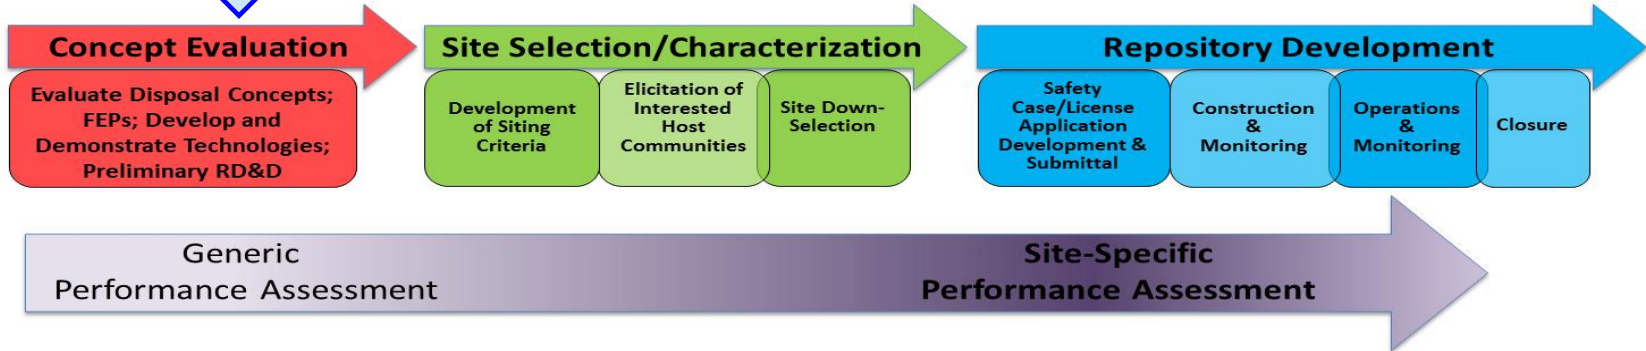 Concept Evaluation
Evaluate Disposal Concepts;
FEPs; Develop and
Demonstrate Technologies;
Preliminary RD&D
Site Selection/Characterization
Development
of Siting
Criteria
Elicitation of
Interested
Host
Communities
Site Down-
Selection
Repository Development
Safety
Case/License
Application
Development &
Submittal
Construction
&
Monitoring
Operations
&
Monitoring
Closure
Generic
Performance Assessment
Site-Specific
Performance Assessment